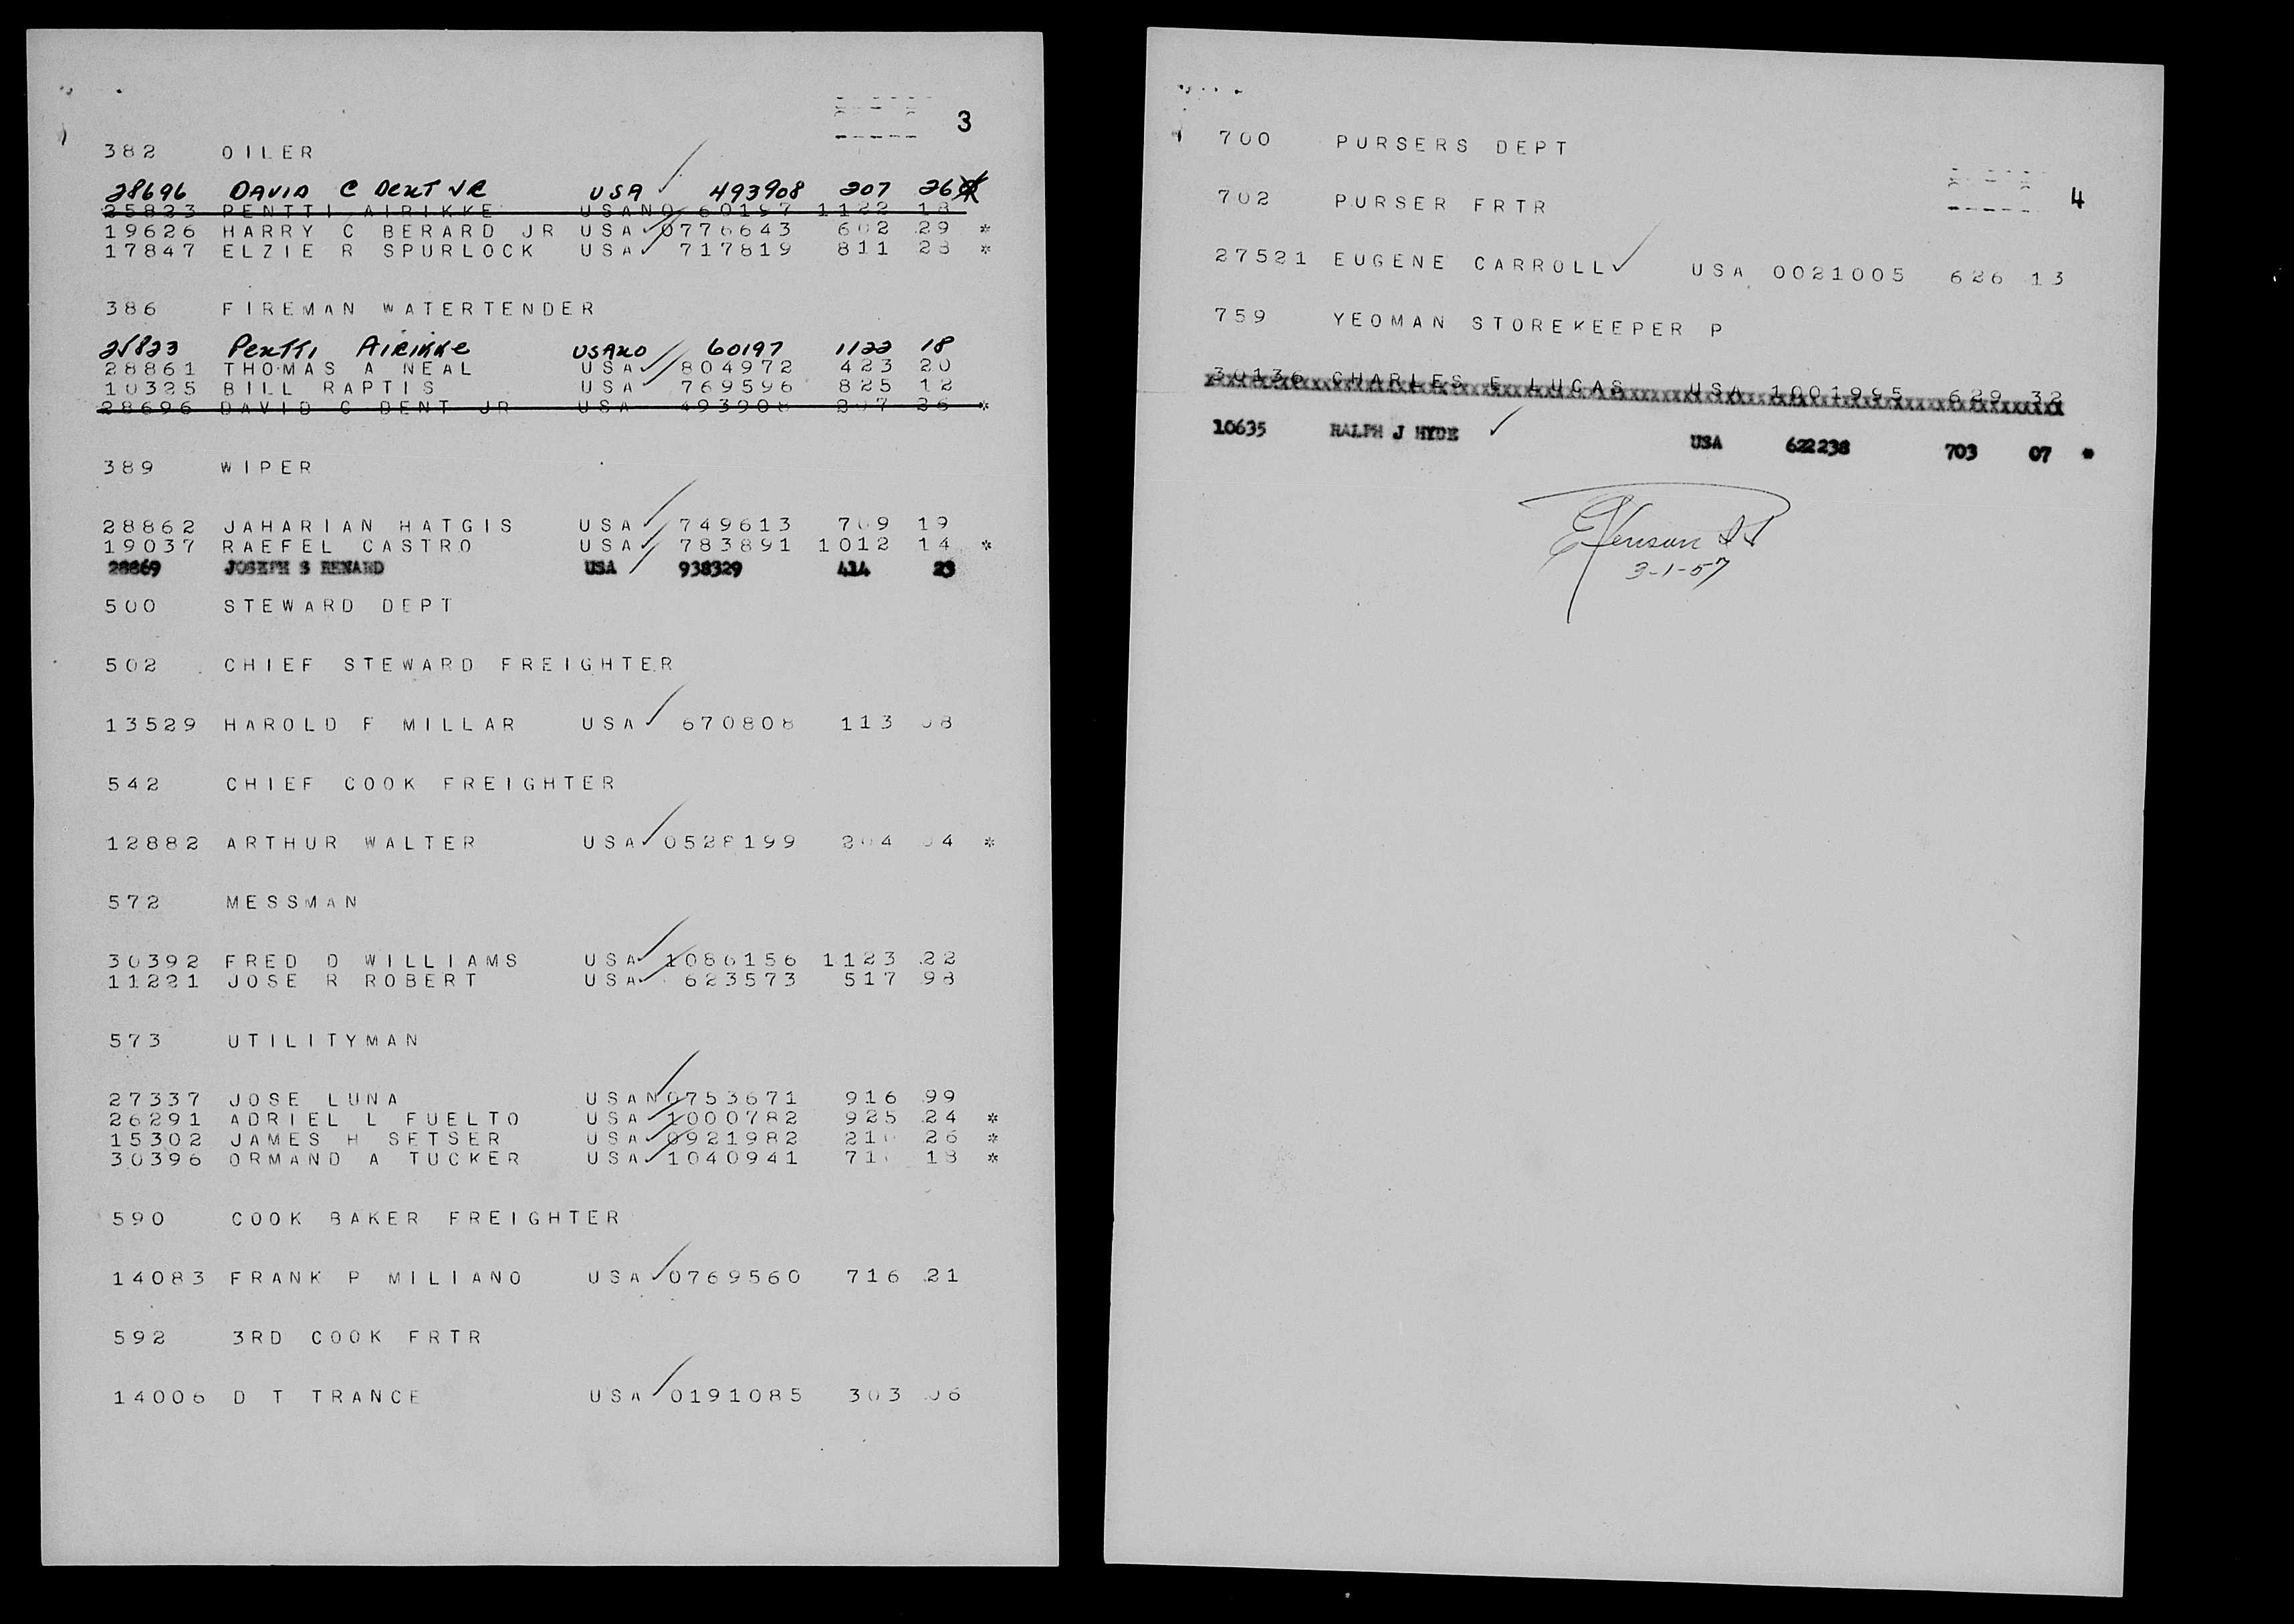 3
382 OILER
28696 DAVID C DENT JR USA 493908 207 26
25823 PENTTI AIRIKKE USANO 60197 1122 18
19626 HARRY C BERARD JR USA 0776643 602 29 *
17847 ELZIE R SPURLOCK USA 717819 811 28 *
386 FIREMAN WATERTENDER
25823 PENTTI AIRIKKE USANO 60197 1122 18
28861 THOMAS A NEAL USA 804972 423 20
10325 BILL RAPTIS USA 769596 825 12
28696 DAVID C DENT JR USA 493908 207 26 *
389 WIPER
28862 JAHARIAN HATGIS USA 749613 709 19
19037 RAEFEL CASTRO USA 783891 1012 14 *
28869 JOSEPH S RENARD USA 938329 414 23
500 STEWARD DEPT
502 CHIEF STEWARD FREIGHTER
13529 HAROLD F MILLAR USA 670808 113 08
542 CHIEF COOK FREIGHTER
12882 ARTHUR WALTER USA 0528199 204 04 *
572 MESSMAN
30392 FRED D WILLIAMS USA 1086156 1123 22
11221 JOSE R ROBERT USA 623573 517 98
573 UTILITYMAN
27337 JOSE LUNA USAN 0753671 916 99
26291 ADRIEL L FUELTO USA 1000782 925 24 *
15302 JAMES H SETSER USA 0921982 210 26 *
30396 ORMAND A TUCKER USA 1040941 710 18 *
590 COOK BAKER FREIGHTER
14083 FRANK P MILIANO USA 0769560 716 21
592 3RD COOK FRTR
14006 D T TRANCE USA 0191085 303 06
700 PURSERS DEPT
4
702 PURSER FRTR
27521 EUGENE CARROLL USA 0021005 626 13
759 YEOMAN STOREKEEPER P
30136 CHARLES E LUCAS USA 1001995 629 32
10635 RALPH J HYDE USA 622238 703 07 *
3-1-57